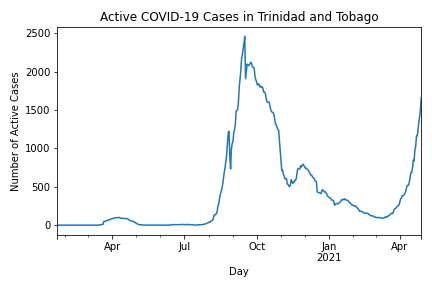 Active COVID-19 Cases in Trinidad and Tobago
Number of Active Cases
2500
2000
1500
1000
500
0
Apr
Jul
Oct
Jan
2021
Apr
Day